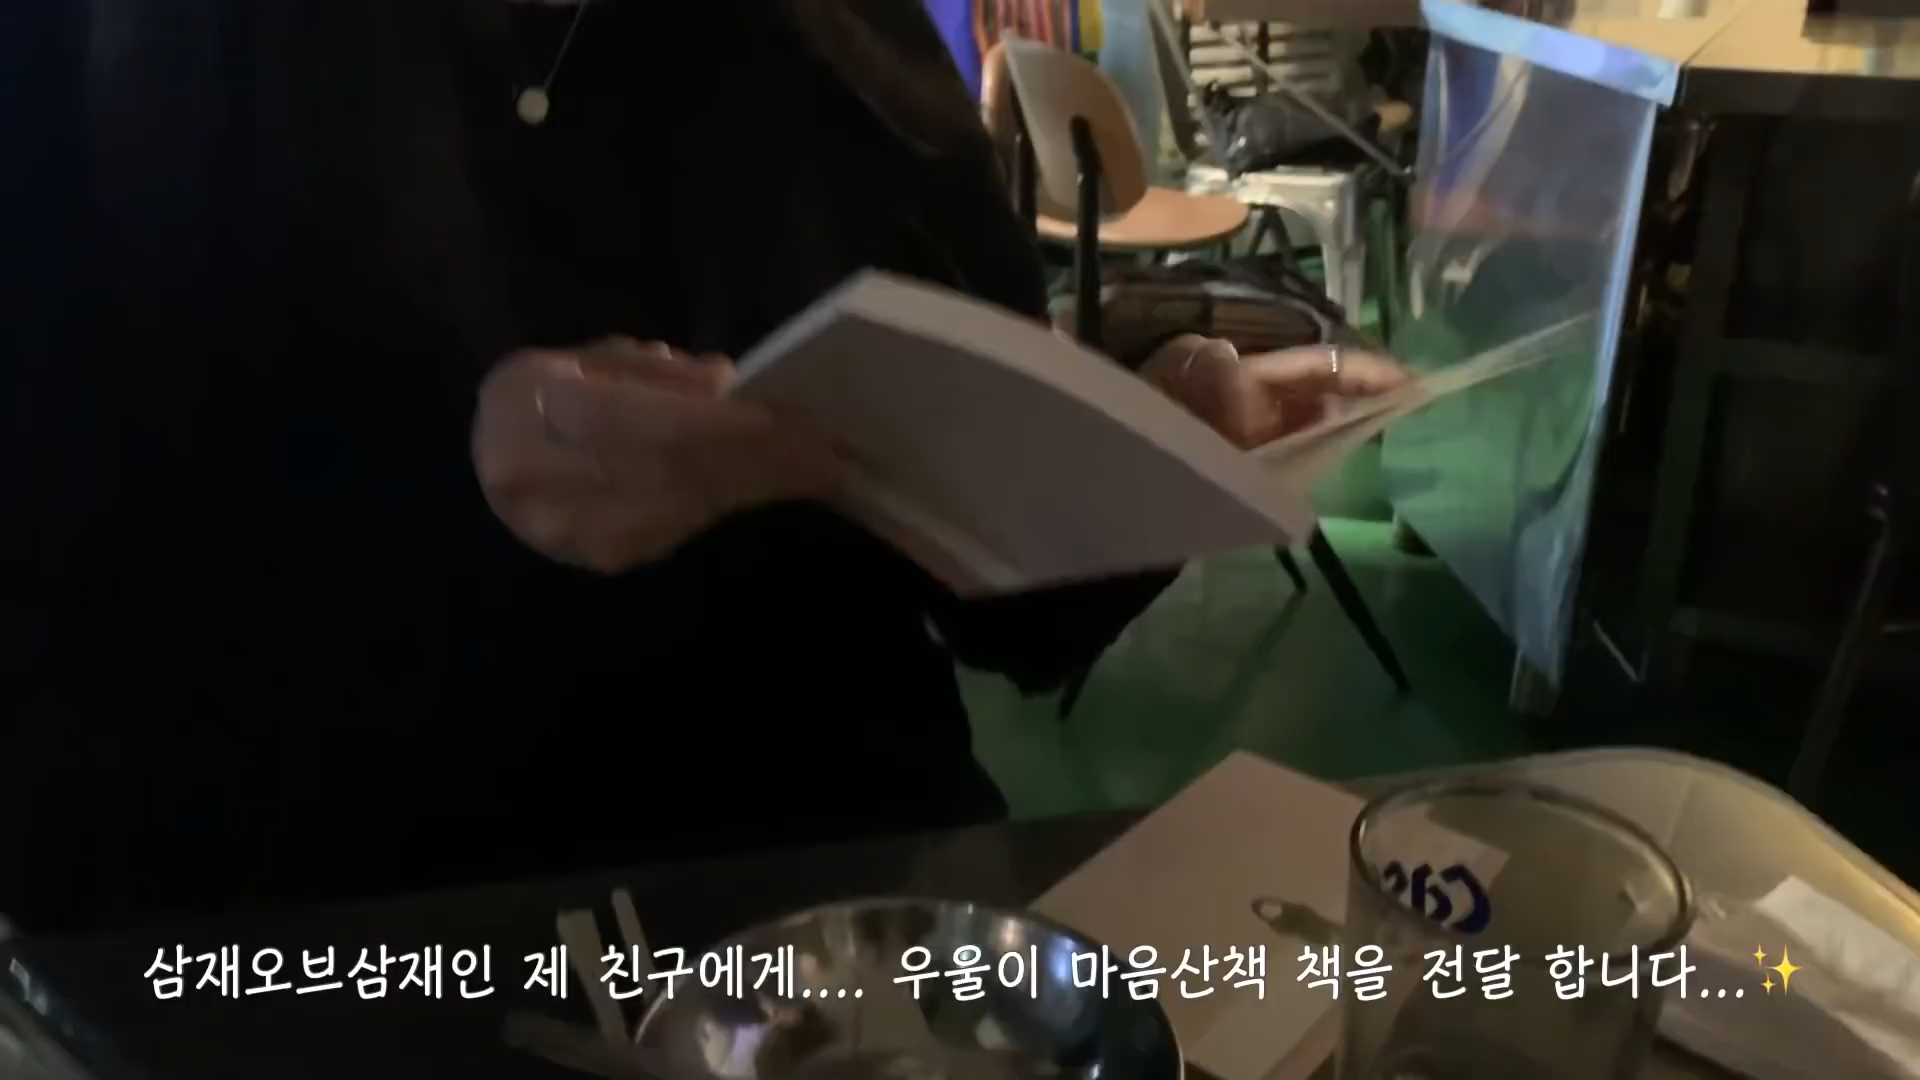 삼재오브삼재인 제 친구에게.... 우울이 마음산책 책을 전달 합니다...✨